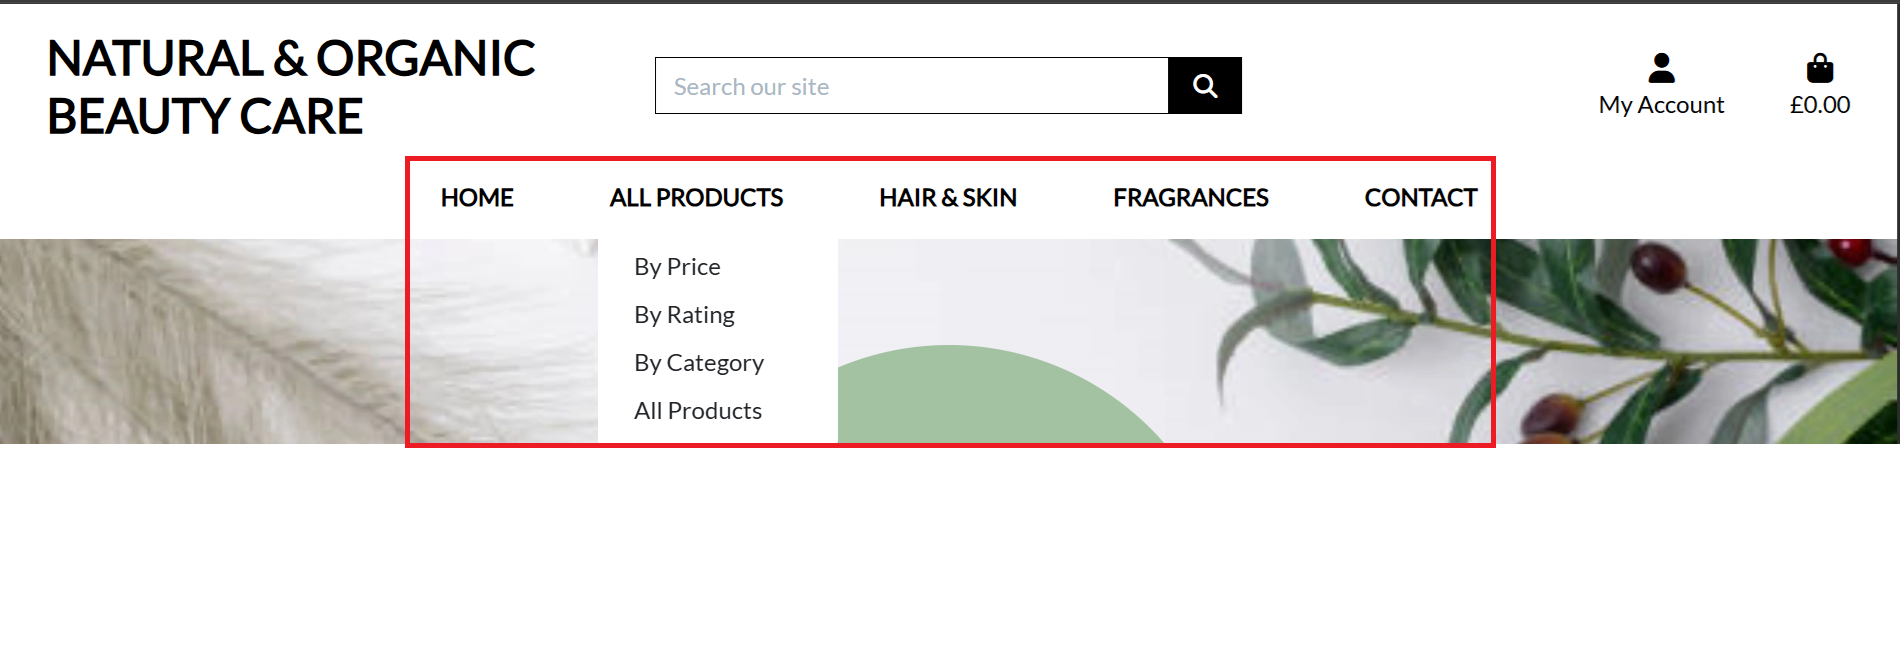 NATURAL & ORGANIC
BEAUTY CARE
Search our site
My Account
£0.00
HOME
ALL PRODUCTS
HAIR & SKIN
FRAGRANCES
CONTACT
By Price
By Rating
By Category
All Products